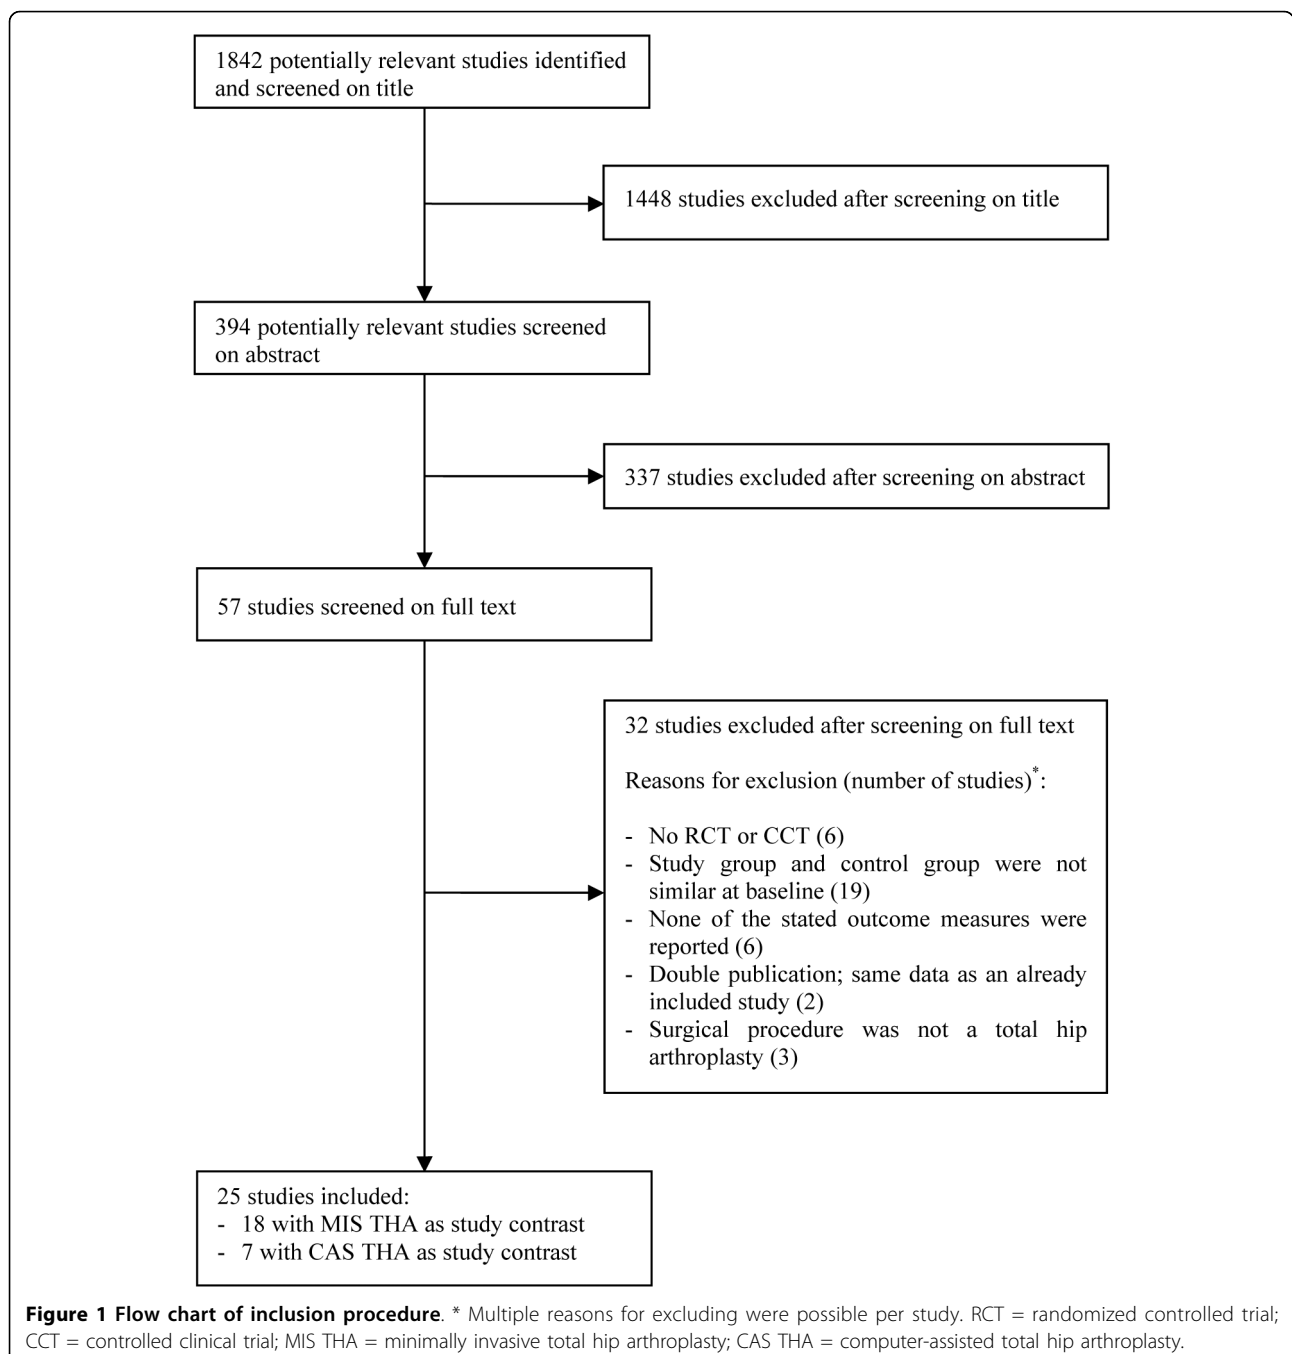 1842 potentially relevant studies identified
and screened on title
1448 studies excluded after screening on title
394 potentially relevant studies screened
on abstract
337 studies excluded after screening on abstract
57 studies screened on full text
32 studies excluded after screening on full text
Reasons for exclusion (number of studies)*:
- No RCT or CCT (6)
- Study group and control group were not
similar at baseline (19)
- None of the stated outcome measures were
reported (6)
- Double publication; same data as an already
included study (2)
- Surgical procedure was not a total hip
arthroplasty (3)
25 studies included:
- 18 with MIS THA as study contrast
- 7 with CAS THA as study contrast
Figure 1 Flow chart of inclusion procedure. * Multiple reasons for excluding were possible per study. RCT = randomized controlled trial;
CCT = controlled clinical trial; MIS THA = minimally invasive total hip arthroplasty; CAS THA = computer-assisted total hip arthroplasty.